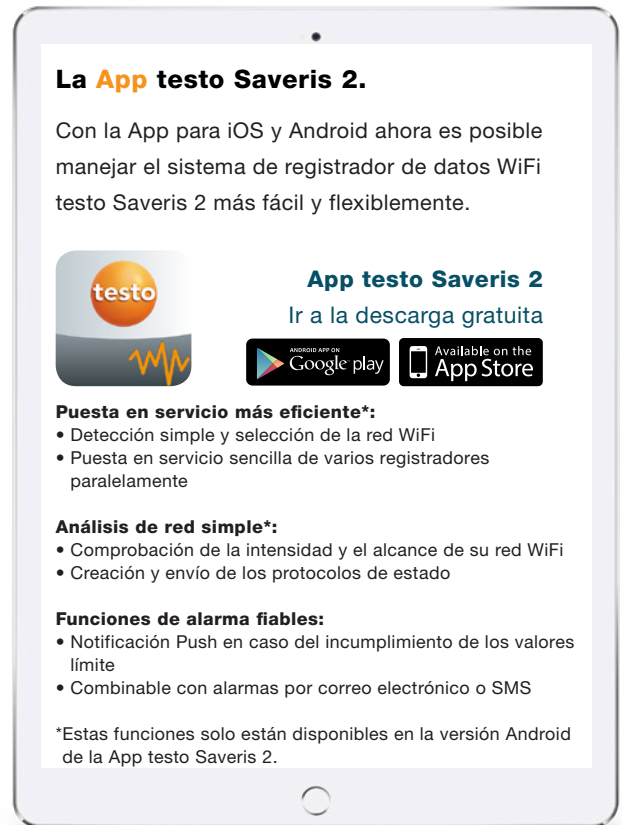 La App testo Saveris 2.
Con la App para iOS y Android ahora es posible
manejar el sistema de registrador de datos WiFi
testo Saveris 2 más fácil y flexiblemente.
testo
App testo Saveris 2
Ir a la descarga gratuita
ANDROID APP ON
Google play
Available on the
App Store
Puesta en servicio más eficiente*:
• Detección simple y selección de la red WiFi
• Puesta en servicio sencilla de varios registradores
paralelamente
Análisis de red simple*:
• Comprobación de la intensidad y el alcance de su red WiFi
• Creación y envío de los protocolos de estado
Funciones de alarma fiables:
• Notificación Push en caso del incumplimiento de los valores
límite
• Combinable con alarmas por correo electrónico o SMS
*Estas funciones solo están disponibles en la versión Android
de la App testo Saveris 2.